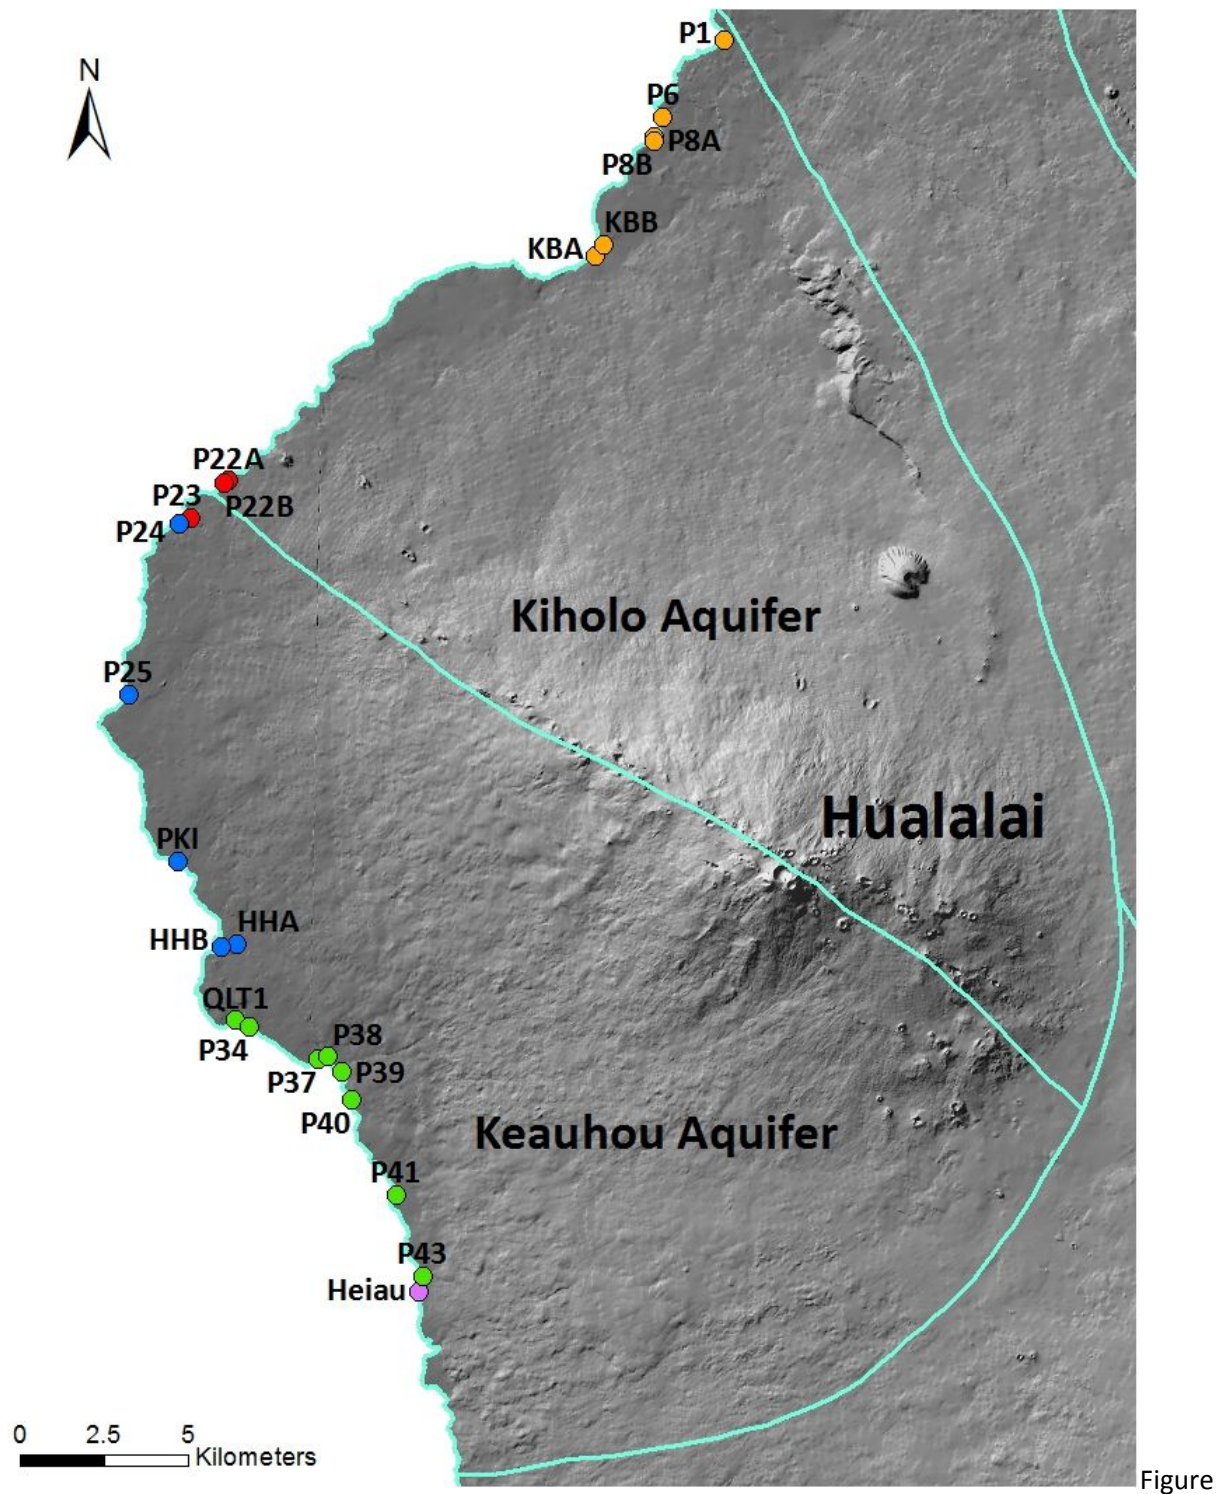 P1
N
P6
P8A
P8B
KBB
KBA
P22A
P23
P22B
P24
Kiholo Aquifer
P25
Hualalai
PKI
HHA
HHB
QLT1
P34
P38
P37
P39
P40
Keauhou Aquifer
P41
P43
Heiau
0 2.5 5
Kilometers
Figure